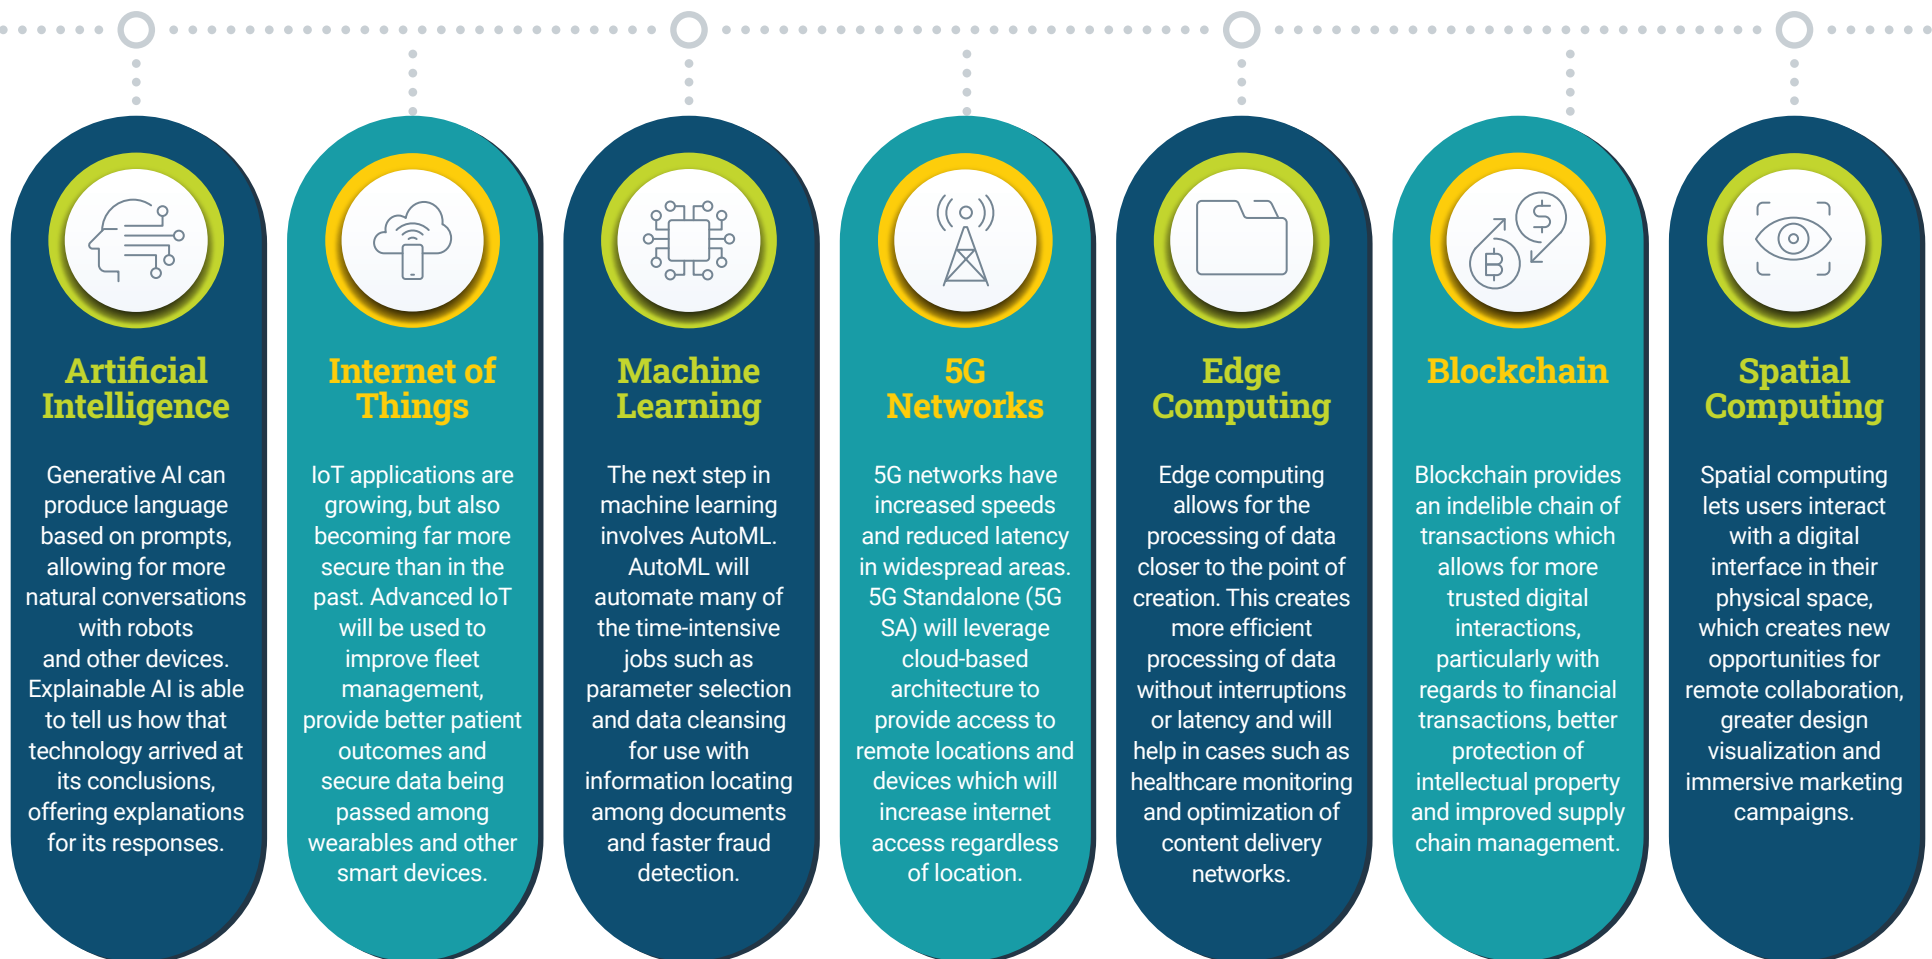 Artificial
Intelligence
Generative AI can
produce language
based on prompts,
allowing for more
natural conversations
with robots
and other devices.
Explainable AI is able
to tell us how that
technology arrived at
its conclusions,
offering explanations
for its responses.
Internet of
Things
IoT applications are
growing, but also
becoming far more
secure than in the
past. Advanced IoT
will be used to
improve fleet
management,
provide better patient
outcomes and
secure data being
passed among
wearables and other
smart devices.
Machine
Learning
The next step in
machine learning
involves AutoML.
AutoML will
automate many of
the time-intensive
jobs such as
parameter selection
and data cleansing
for use with
information locating
among documents
and faster fraud
detection.
5G
Networks
5G networks have
increased speeds
and reduced latency
in widespread areas.
5G Standalone (5G
SA) will leverage
cloud-based
architecture to
provide access to
remote locations and
devices which will
increase internet
access regardless
of location.
Edge
Computing
Edge computing
allows for the
processing of data
closer to the point of
creation. This creates
more efficient
processing of data
without interruptions
or latency and will
help in cases such as
healthcare monitoring
and optimization of
content delivery
networks.
Blockchain
Blockchain provides
an indelible chain of
transactions which
allows for more
trusted digital
interactions,
particularly with
regards to financial
transactions, better
protection of
intellectual property
and improved supply
chain management.
Spatial
Computing
Spatial computing
lets users interact
with a digital
interface in their
physical space,
which creates new
opportunities for
remote collaboration,
greater design
visualization and
immersive marketing
campaigns.